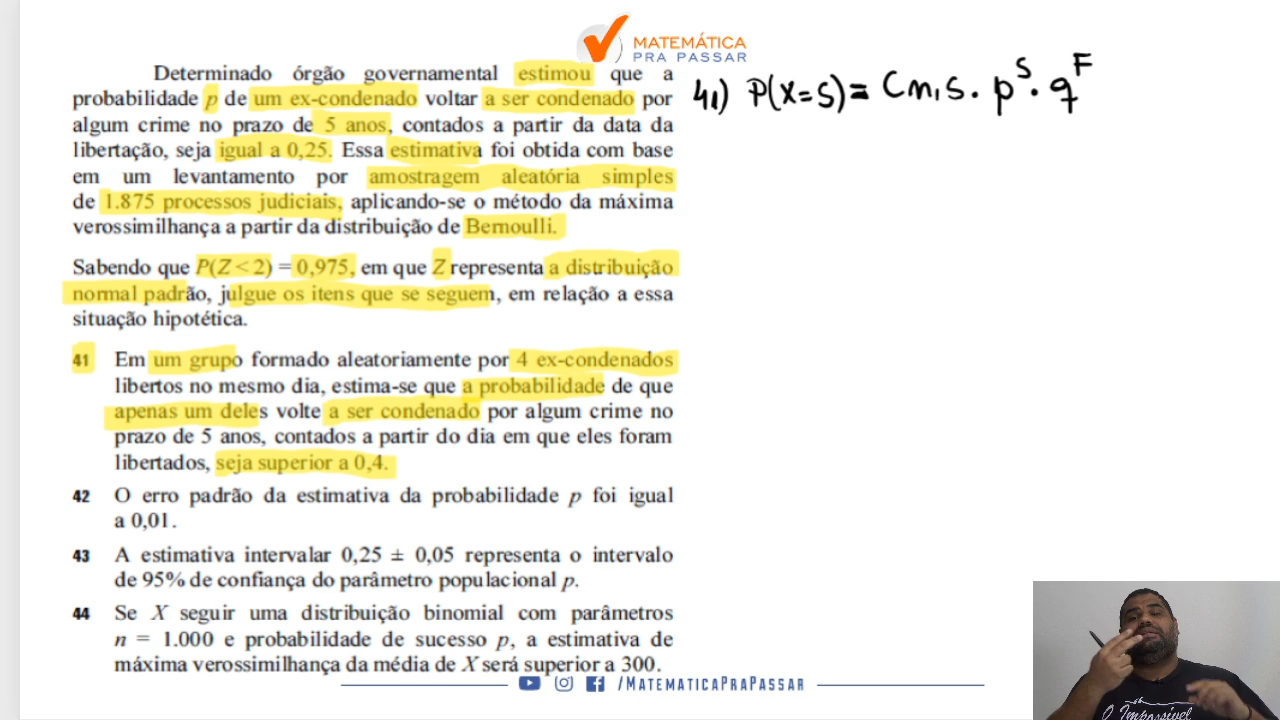 MATEMÁTICA
PRA PASSAR
Determinado órgão governamental estimou que a
probabilidade p de um ex-condenado voltar a ser condenado por
algum crime no prazo de 5 anos, contados a partir da data da
libertação, seja igual a 0,25. Essa estimativa foi obtida com base
em um levantamento por amostragem aleatória simples
de 1.875 processos judiciais, aplicando-se o método da máxima
verossimilhança a partir da distribuição de Bernoulli.
Sabendo que P(Z < 2) = 0,975, em que Z representa a distribuição
normal padrão, julgue os itens que se seguem, em relação a essa
situação hipotética.
41 Em um grupo formado aleatoriamente por 4 ex-condenados
libertos no mesmo dia, estima-se que a probabilidade de que
apenas um deles volte a ser condenado por algum crime no
prazo de 5 anos, contados a partir do dia em que eles foram
libertados, seja superior a 0,4.
42 O erro padrão da estimativa da probabilidade p foi igual
a 0,01.
43 A estimativa intervalar 0,25 ± 0,05 representa o intervalo
de 95% de confiança do parâmetro populacional p.
44 Se X seguir uma distribuição binomial com parâmetros
n = 1.000 e probabilidade de sucesso p, a estimativa de
máxima verossimilhança da média de X será superior a 300.
41) P(X=S)= Cn,S. p^S. q^F
/MATEMATICAPRAPASSAR
O Impossível